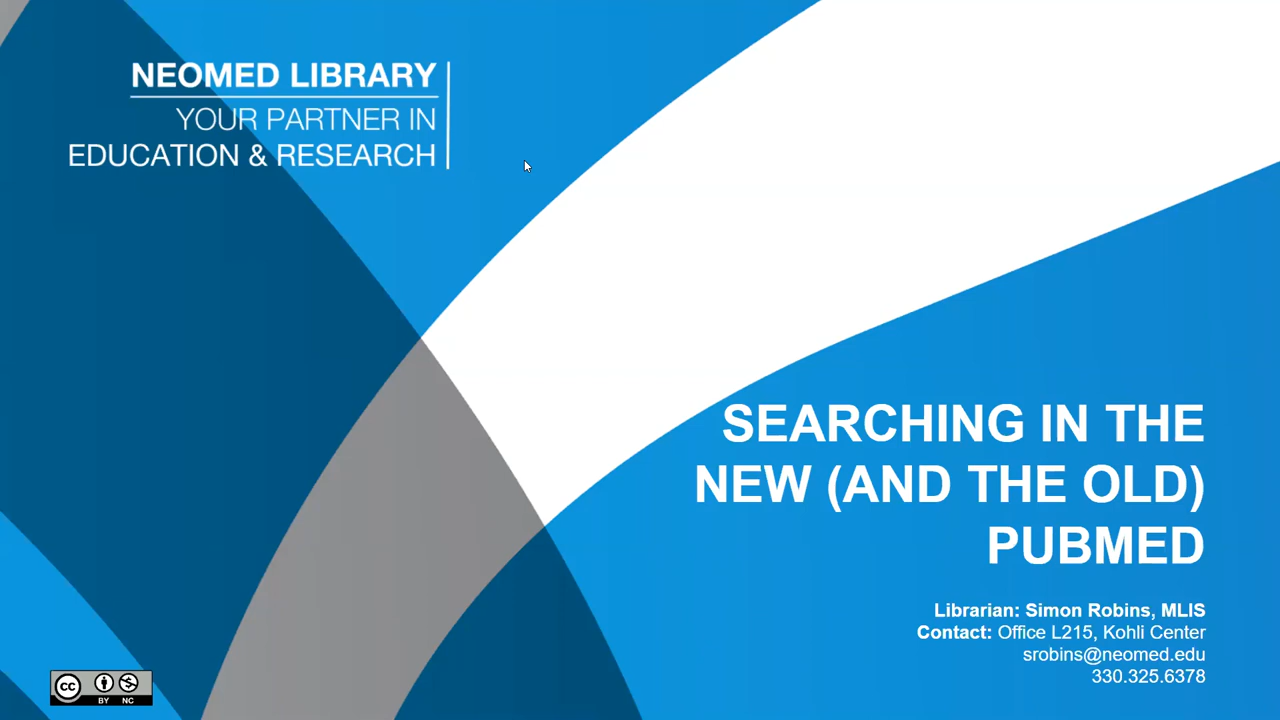 NEOMED LIBRARY
YOUR PARTNER IN
EDUCATION & RESEARCH
SEARCHING IN THE
NEW (AND THE OLD)
PUBMED
Librarian: Simon Robins, MLIS
Contact: Office L215, Kohli Center
srobins@neomed.edu
330.325.6378
cc
BY NC